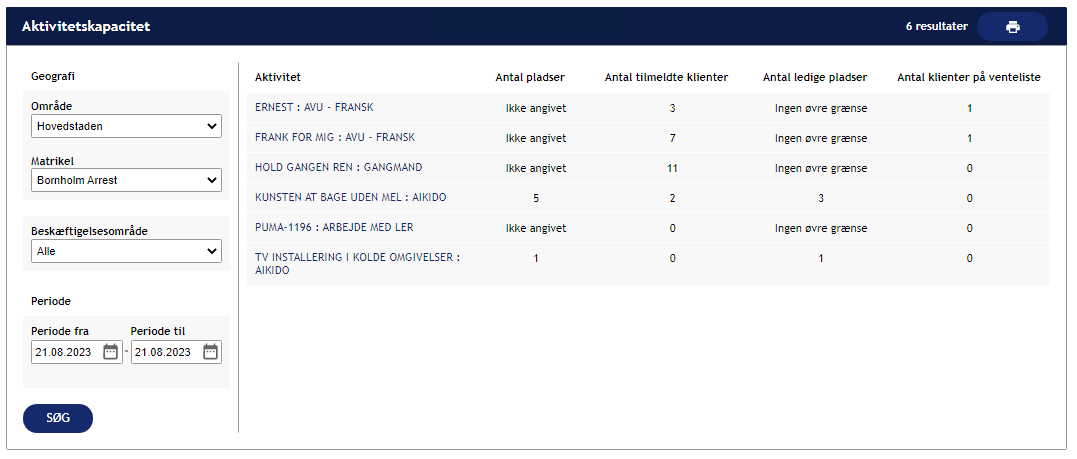 Aktivitetskapacitet
6 resultater
Geografi
Område
Hovedstaden
Matrikel
Bornholm Arrest
Beskæftigelsesområde
Alle
Periode
Periode fra Periode til
21.08.2023 - 21.08.2023
SØG
Aktivitet Antal pladser Antal tilmeldte klienter Antal ledige pladser Antal klienter på venteliste
ERNEST : AVU - FRANSK Ikke angivet 3 Ingen øvre grænse 1
FRANK FOR MIG : AVU - FRANSK Ikke angivet 7 Ingen øvre grænse 1
HOLD GANGEN REN : GANGMAND Ikke angivet 11 Ingen øvre grænse 0
KUNSTEN AT BAGE UDEN MEL : AIKIDO 5 2 3 0
PUMA-1196 : ARBEJDE MED LER Ikke angivet 0 Ingen øvre grænse 0
TV INSTALLERING I KOLDE OMGIVELSER : 1 0 1 0
AIKIDO